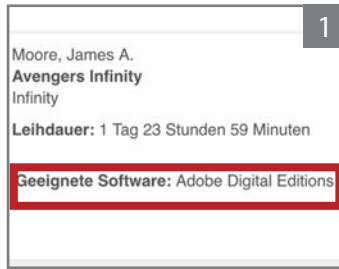 1
Moore, James A.
Avengers Infinity
Infinity
Leihdauer: 1 Tag 23 Stunden 59 Minuten
Geeignete Software: Adobe Digital Editions